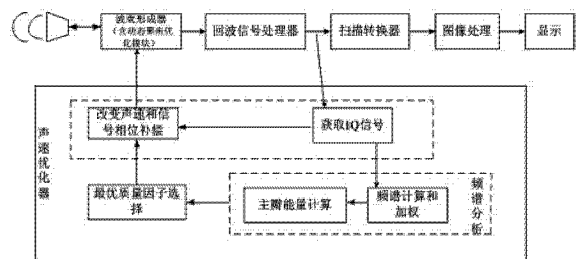 波束形成器
(含动态聚焦优
化模块)
回波信号处理器
扫描转换器
图像处理
显示
声速优化器
改变声速和信
号相位补偿
获取IQ信号
最优质量因子选
择
主瓣能量计算
频谱计算和
加权
频谱分析